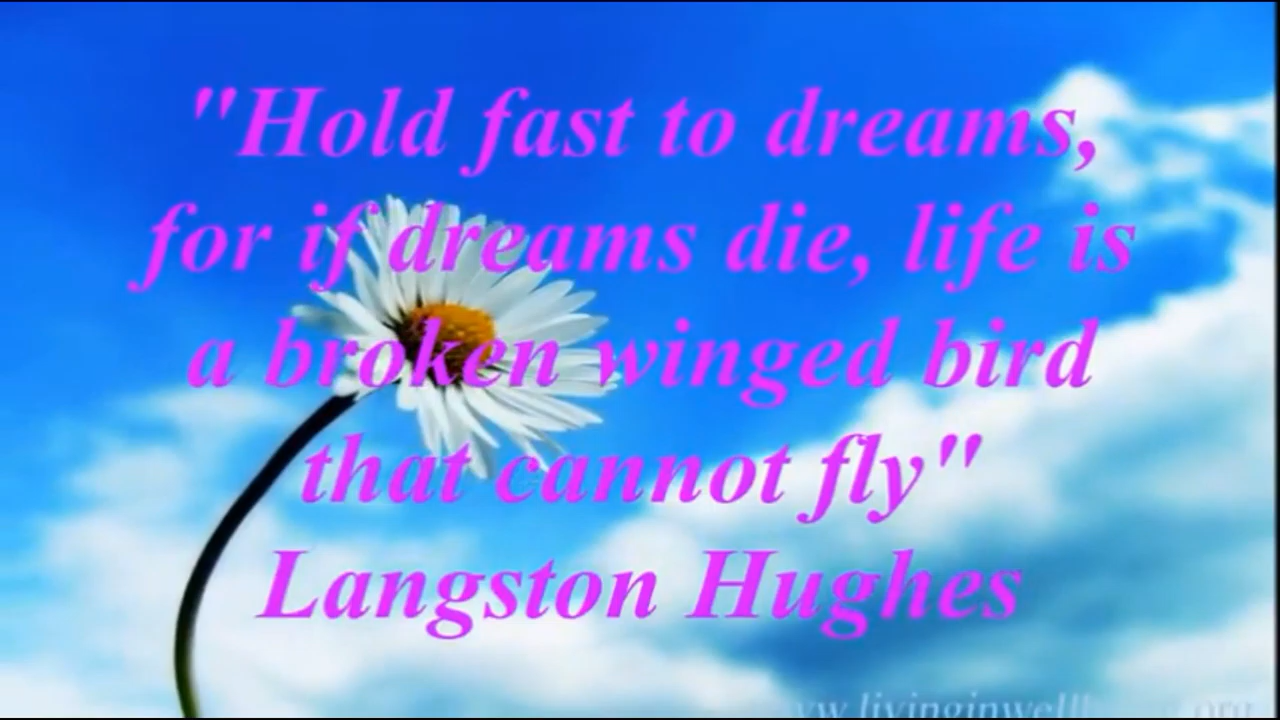 "Hold fast to dreams,
for if dreams die, life is
a broken winged bird
that cannot fly"
Langston Hughes